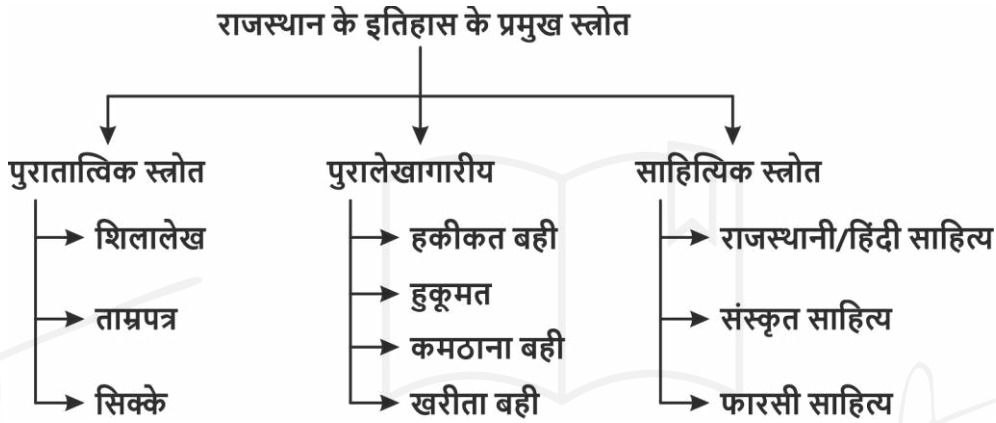 राजस्थान के इतिहास के प्रमुख स्त्रोत
पुरातात्विक स्त्रोत
शिलालेख
ताम्रपत्र
सिक्के
पुरालेखागारीय
हकीकत बही
हुकूमत
कमठाना बही
खरीता बही
साहित्यिक स्त्रोत
राजस्थानी/हिंदी साहित्य
संस्कृत साहित्य
फारसी साहित्य